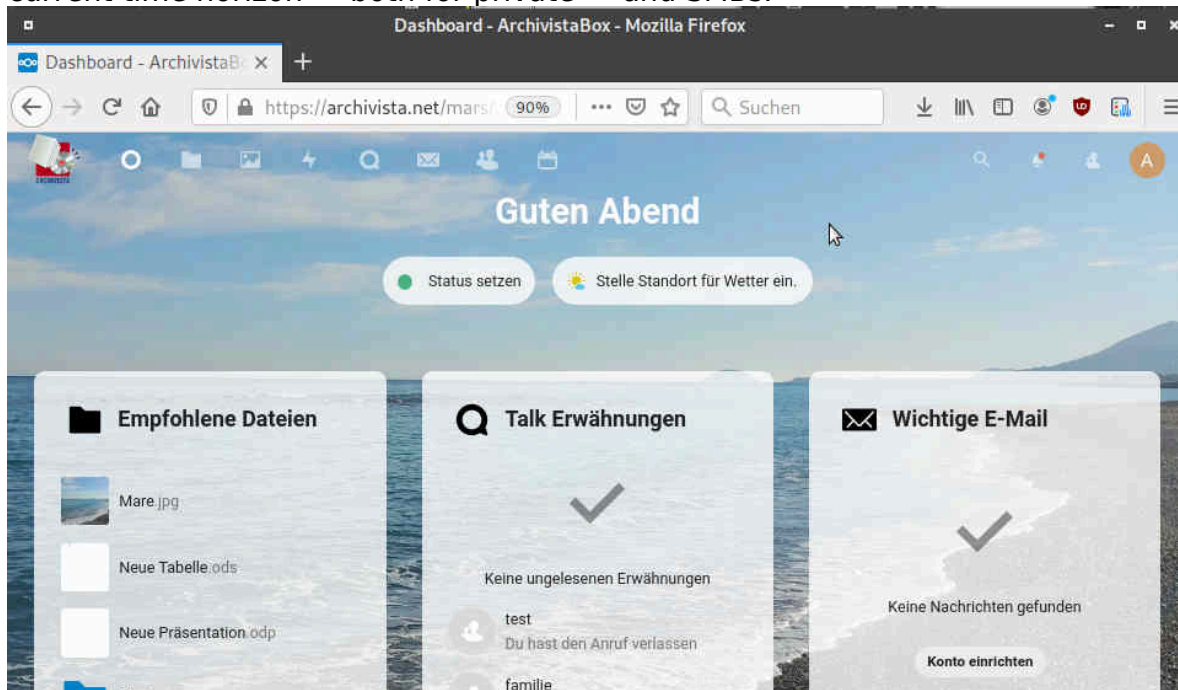 Dashboard - ArchivistaBox - Mozilla Firefox
Dashboard - ArchivistaB
https://archivista.net/mars/ 90% Suchen
ARCHIVISTA
A
Guten Abend
Status setzen
Stelle Standort für Wetter ein.
Empfohlene Dateien
Mare.jpg
Neue Tabelle.ods
Neue Präsentation.odp
Talk Erwähnungen
Keine ungelesenen Erwähnungen
test
Du hast den Anruf verlassen
familie
Wichtige E-Mail
Keine Nachrichten gefunden
Konto einrichten